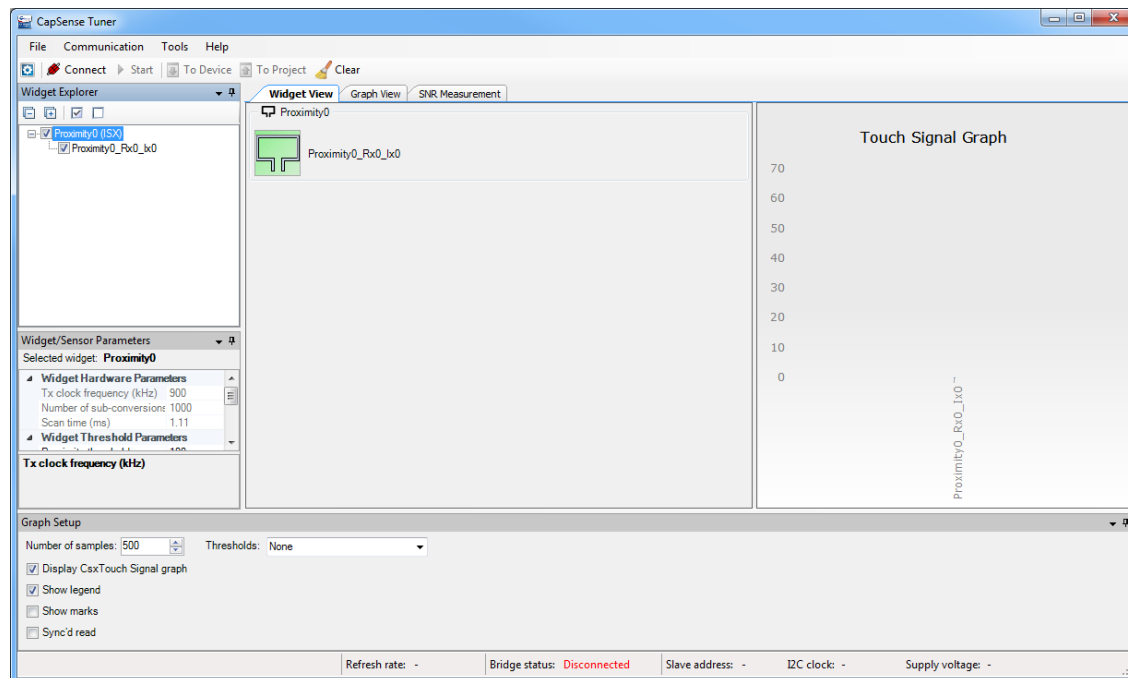 CapSense Tuner
File Communication Tools Help
Connect Start To Device To Project Clear
Widget Explorer
Proximity0 (ISX)
Proximity0_Rx0_Ix0
Widget View Graph View SNR Measurement
Proximity0
Proximity0_Rx0_Ix0
Touch Signal Graph
70
60
50
40
30
20
10
0
Proximity0_Rx0_Ix0
Widget/Sensor Parameters
Selected widget: Proximity0
Widget Hardware Parameters
Tx clock frequency (kHz) 900
Number of sub-conversions 1000
Scan time (ms) 1.11
Widget Threshold Parameters
Tx clock frequency (kHz)
Graph Setup
Number of samples: 500 Thresholds: None
Display CsxTouch Signal graph
Show legend
Show marks
Sync'd read
Refresh rate: - Bridge status: Disconnected Slave address: - I2C clock: - Supply voltage: -